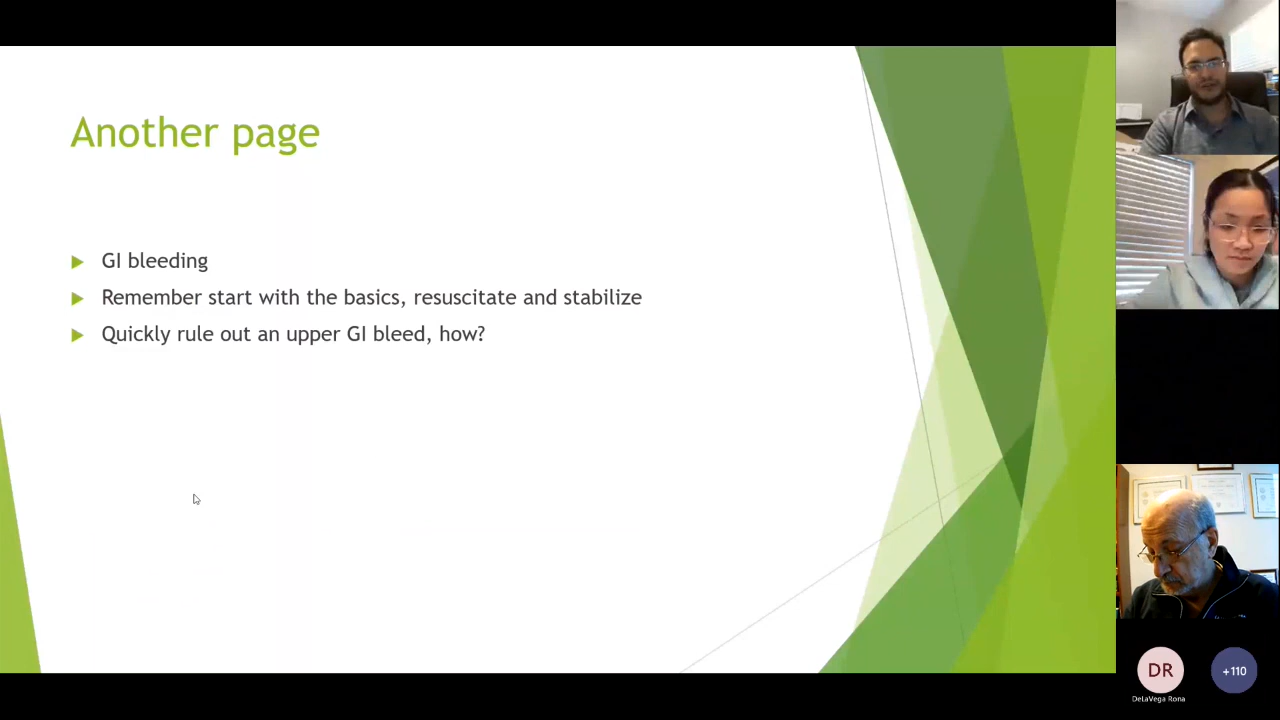 Another page
GI bleeding
Remember start with the basics, resuscitate and stabilize
Quickly rule out an upper GI bleed, how?
DR
+110
DeLaVega Rona